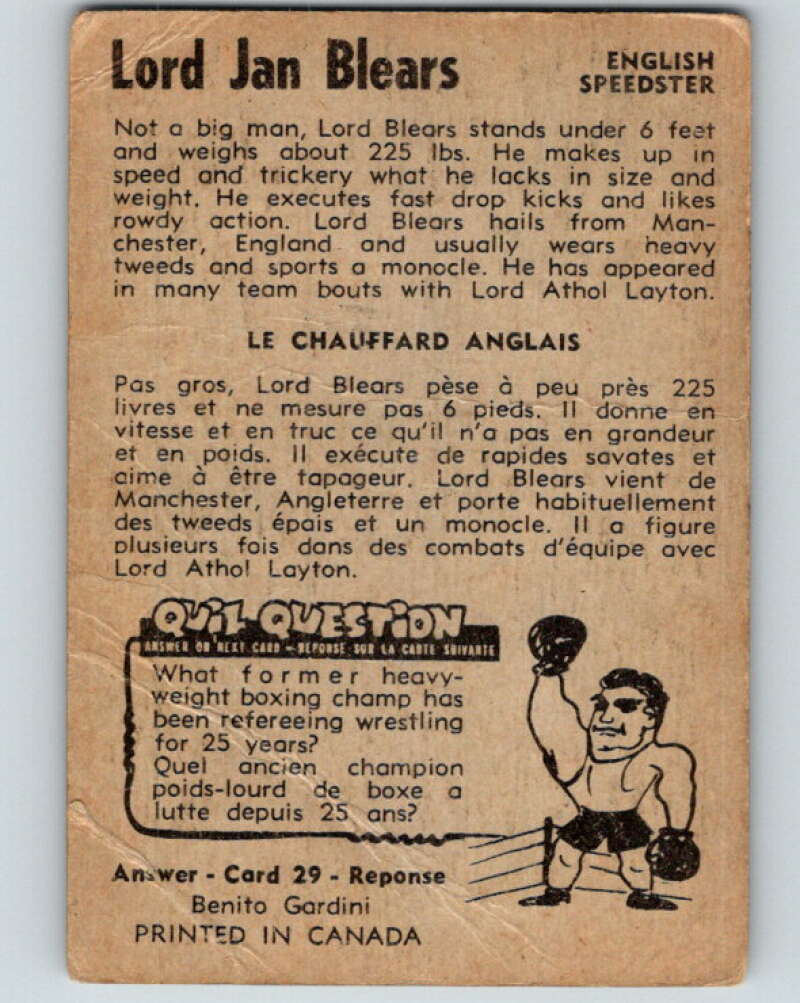 Lord Jan Blears
ENGLISH
SPEEDSTER
Not a big man, Lord Blears stands under 6 feet
and weighs about 225 lbs. He makes up in
speed and trickery what he lacks in size and
weight. He executes fast drop kicks and likes
rowdy action. Lord Blears hails from Man-
chester, England and usually wears heavy
tweeds and sports a monocle. He has appeared
in many team bouts with Lord Athol Layton.
LE CHAUFFARD ANGLAIS
Pas gros, Lord Blears pèse à peu près 225
livres et ne mesure pas 6 pieds. Il donne en
vitesse et en truc ce qu'il n'a pas en grandeur
et en poids. Il exécute de rapides savates et
aime à être tapageur. Lord Blears vient de
Manchester, Angleterre et porte habituellement
des tweeds épais et un monocle. Il a figure
plusieurs fois dans des combats d'équipe avec
Lord Athol Layton.
QUIZ-QUESTION
ANSWER ON NEXT CARD - REPONSE SUR LA CARTE SUIVANTE
What former heavy-
weight boxing champ has
been refereeing wrestling
for 25 years?
Quel ancien champion
poids-lourd de boxe a
lutte depuis 25 ans?
Answer - Card 29 - Reponse
Benito Gardini
PRINTED IN CANADA